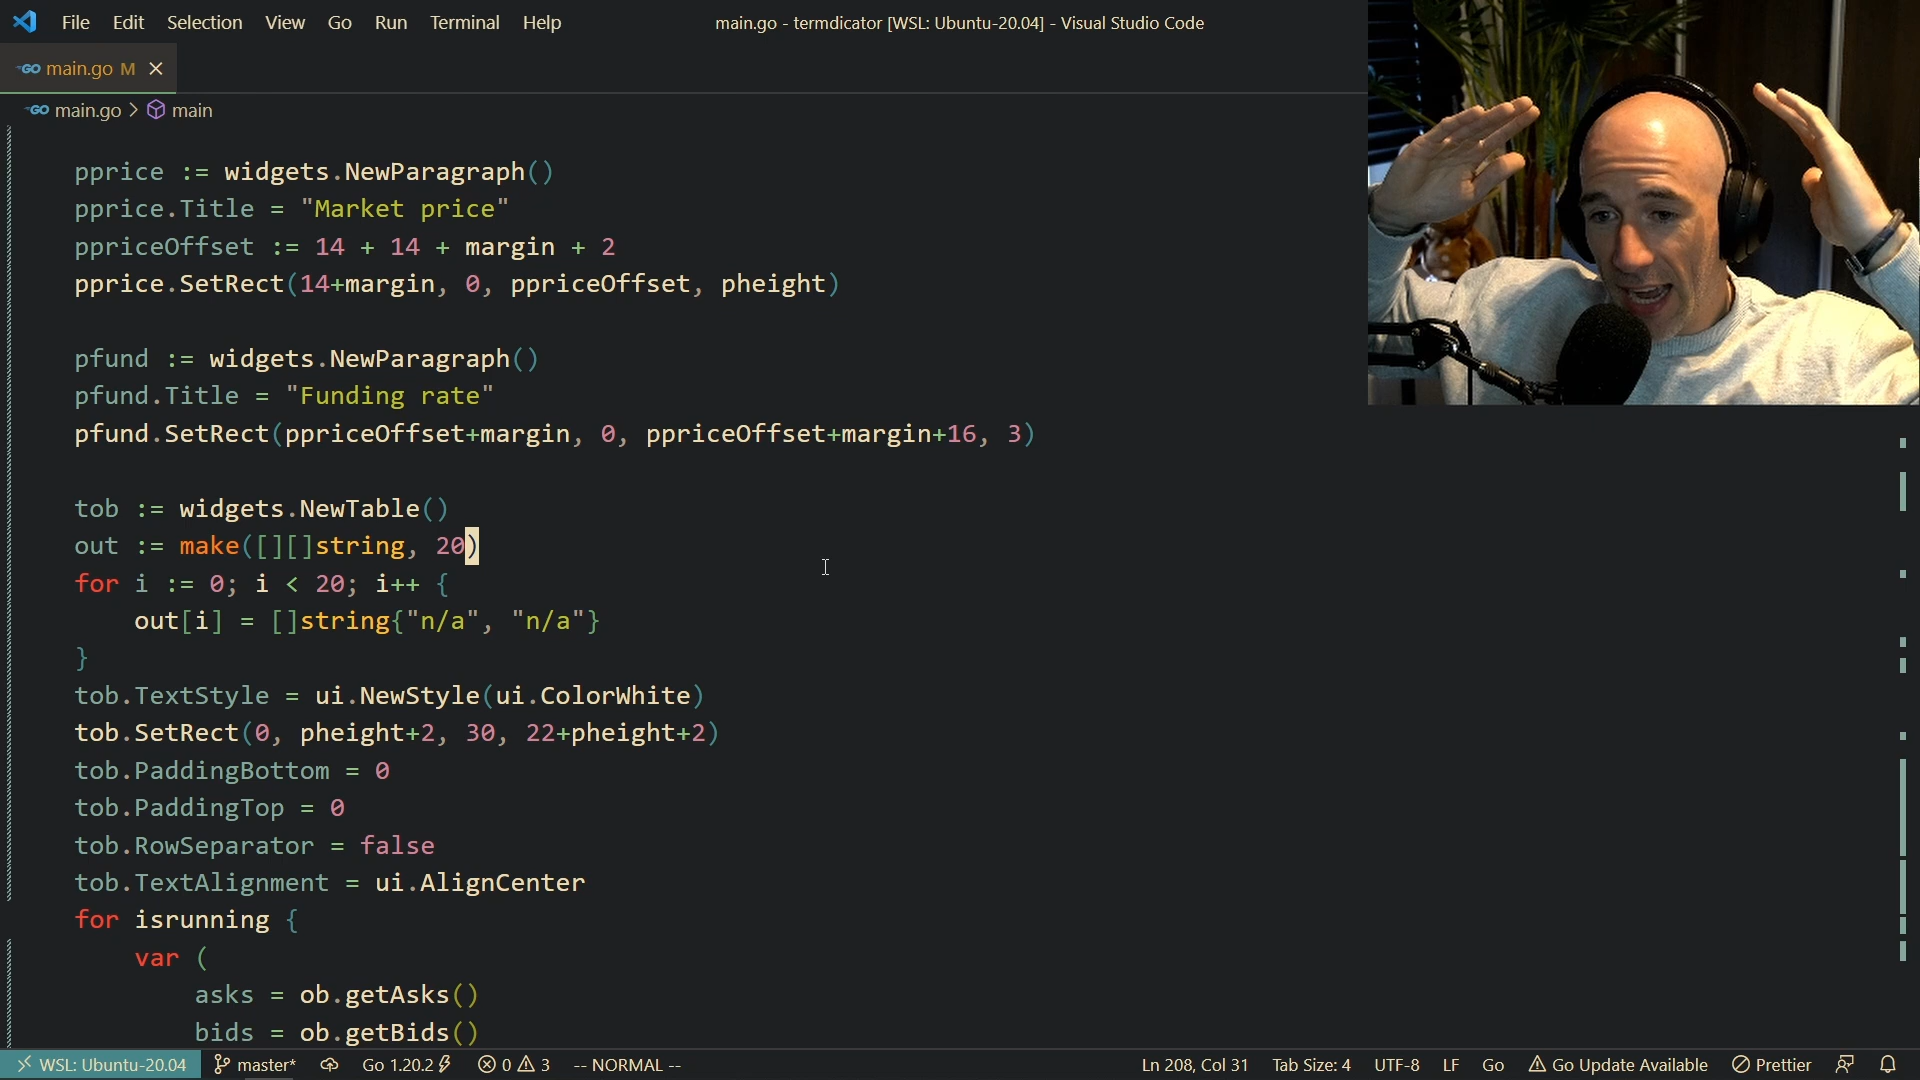 File Edit Selection View Go Run Terminal Help main.go - termdicator [WSL: Ubuntu-20.04] - Visual Studio Code
GO main.go M
GO main.go > main
pprice := widgets.NewParagraph()
pprice.Title = "Market price"
ppriceOffset := 14 + 14 + margin + 2
pprice.SetRect(14+margin, 0, ppriceOffset, pheight)
pfund := widgets.NewParagraph()
pfund.Title = "Funding rate"
pfund.SetRect(ppriceOffset+margin, 0, ppriceOffset+margin+16, 3)
tob := widgets.NewTable()
out := make([][]string, 20)
for i := 0; i < 20; i++ {
out[i] = []string{"n/a", "n/a"}
}
tob.TextStyle = ui.NewStyle(ui.ColorWhite)
tob.SetRect(0, pheight+2, 30, 22+pheight+2)
tob.PaddingBottom = 0
tob.PaddingTop = 0
tob.RowSeparator = false
tob.TextAlignment = ui.AlignCenter
for isrunning {
var (
asks = ob.getAsks()
bids = ob.getBids()
WSL: Ubuntu-20.04 master* Go 1.20.2 0 3 -- NORMAL -- Ln 208, Col 31 Tab Size: 4 UTF-8 LF Go Go Update Available Prettier